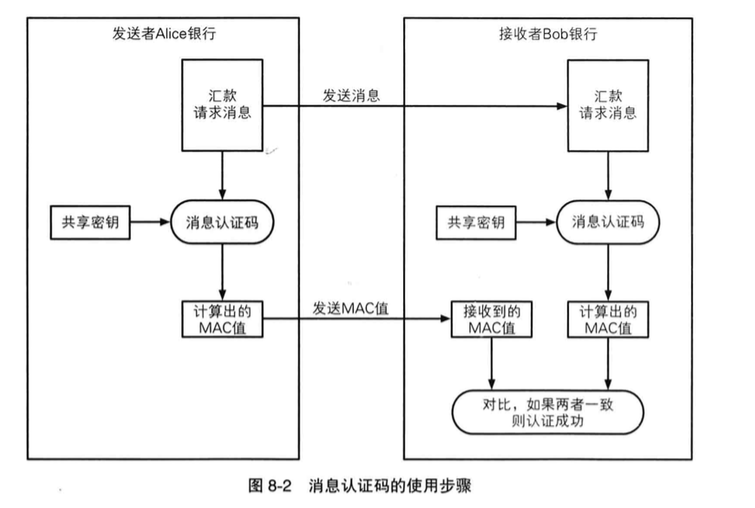 发送者Alice银行
接收者Bob银行
汇款
请求消息
发送消息
汇款
请求消息
共享密钥
消息认证码
共享密钥
消息认证码
计算出的
MAC值
发送MAC值
接收到的
MAC值
计算出的
MAC值
对比，如果两者一致
则认证成功
图 8-2 消息认证码的使用步骤